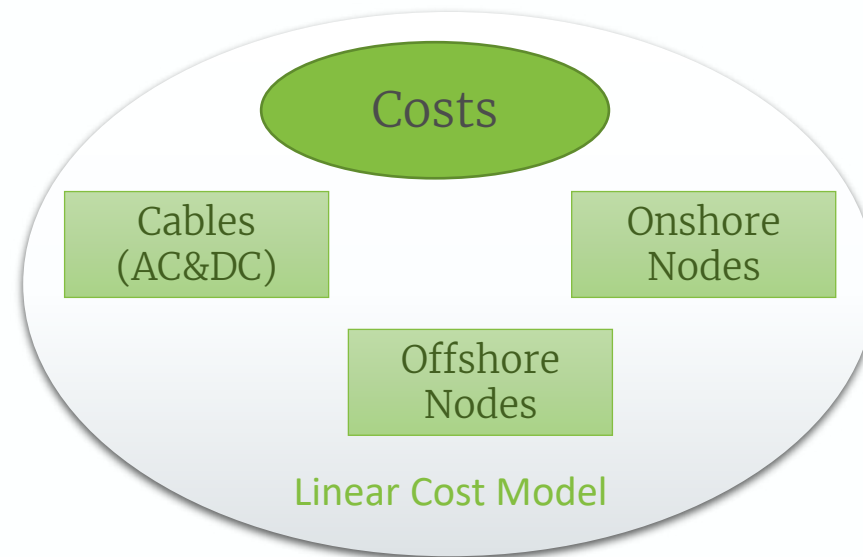 Costs
Cables
(AC&DC)
Onshore
Nodes
Offshore
Nodes
Linear Cost Model